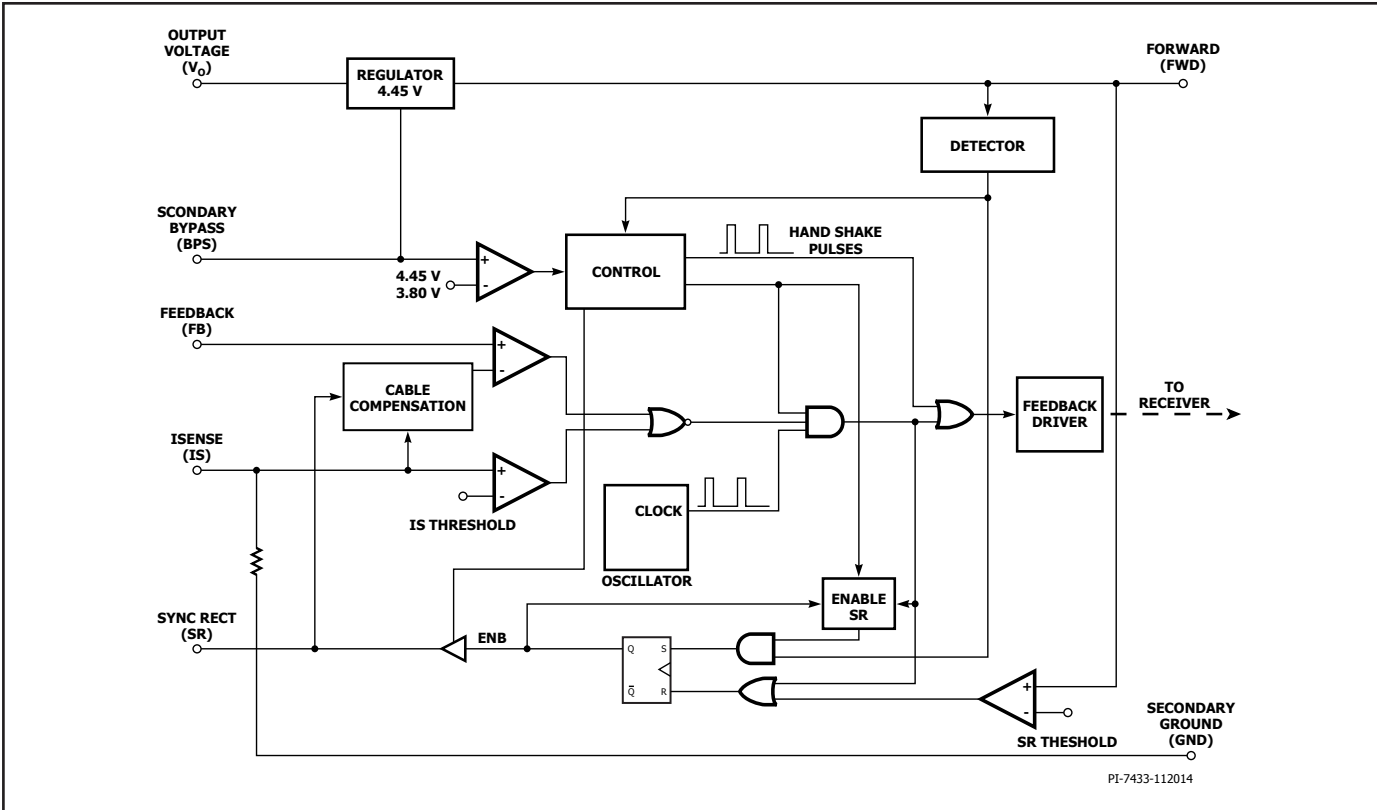 OUTPUT
VOLTAGE
(VO)
REGULATOR
4.45 V
FORWARD
(FWD)
DETECTOR
SCONDARY
BYPASS
(BPS)
+
-
4.45 V
3.80 V
CONTROL
HAND SHAKE
PULSES
FEEDBACK
(FB)
+
-
CABLE
COMPENSATION
FEEDBACK
DRIVER
TO
RECEIVER
ISENSE
(IS)
+
-
IS THRESHOLD
CLOCK
OSCILLATOR
ENABLE
SR
SYNC RECT
(SR)
ENB
Q
S
Q̅
R
+
-
SR THESHOLD
SECONDARY
GROUND
(GND)
PI-7433-112014